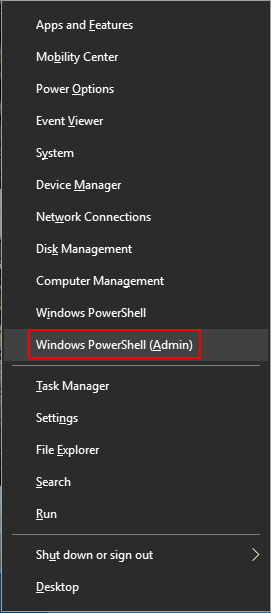 Apps and Features
Mobility Center
Power Options
Event Viewer
System
Device Manager
Network Connections
Disk Management
Computer Management
Windows PowerShell
Windows PowerShell (Admin)
Task Manager
Settings
File Explorer
Search
Run
Shut down or sign out
Desktop